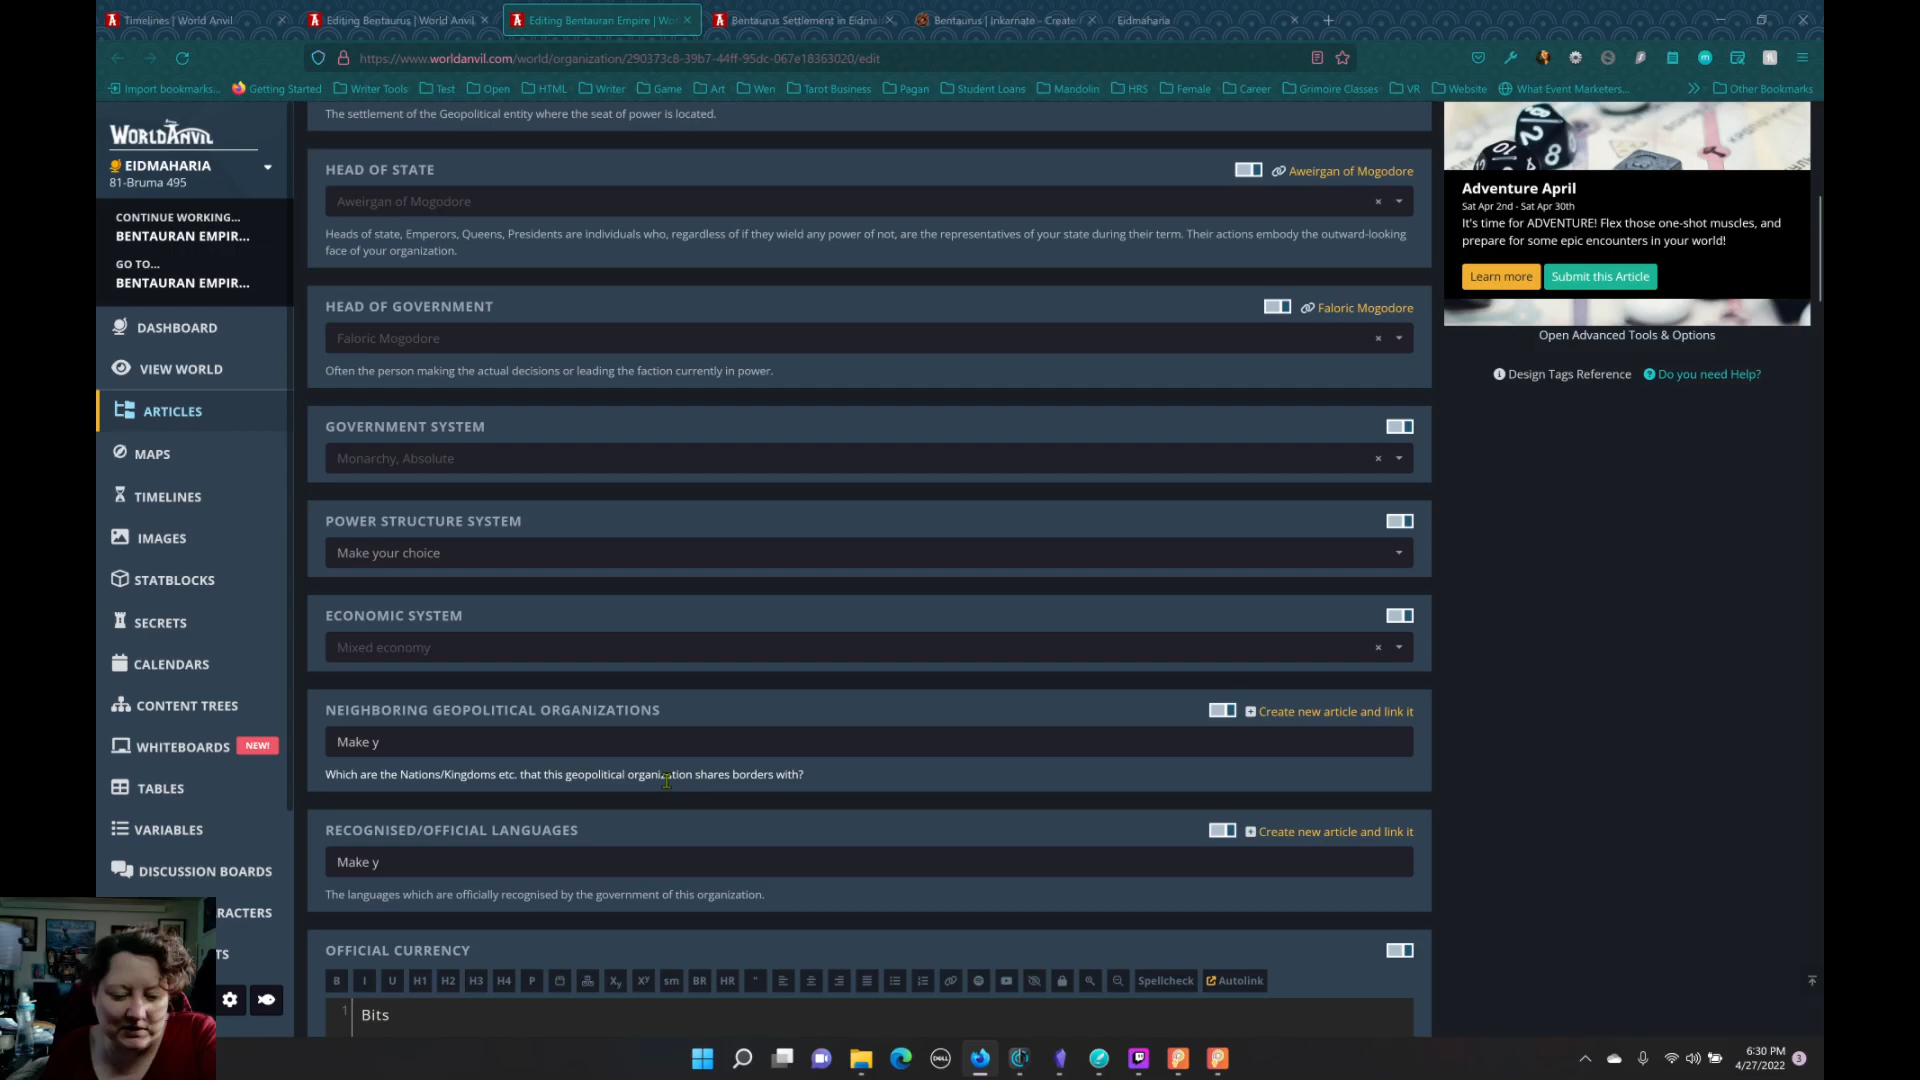 Timelines | World Anvil
Editing Bentaurus | World Anvil
Editing Bentauran Empire | Wor
Bentaurus Settlement in Eidma
Bentaurus | Inkarnate - Create
Eidmaharia
https://www.worldanvil.com/world/organization/290373c8-39b7-44ff-95dc-067e18363020/edit
Import bookmarks... Getting Started Writer Tools Test Open HTML Writer Game Art Wen Tarot Business Pagan Student Loans Mandolin HRS Female Career Grimoire Classes VR Website What Event Marketers... Other Bookmarks
WORLDANVIL
EIDMAHARIA
81-Bruma 495
CONTINUE WORKING...
BENTAURAN EMPIR...
GO TO...
BENTAURAN EMPIR...
DASHBOARD
VIEW WORLD
ARTICLES
MAPS
TIMELINES
IMAGES
STATBLOCKS
SECRETS
CALENDARS
CONTENT TREES
WHITEBOARDS NEW!
TABLES
VARIABLES
DISCUSSION BOARDS
RACTERS
TS
The settlement of the Geopolitical entity where the seat of power is located.
HEAD OF STATE
Aweirgan of Mogodore
Aweirgan of Mogodore
Heads of state, Emperors, Queens, Presidents are individuals who, regardless of if they wield any power of not, are the representatives of your state during their term. Their actions embody the outward-looking
face of your organization.
HEAD OF GOVERNMENT
Faloric Mogodore
Faloric Mogodore
Often the person making the actual decisions or leading the faction currently in power.
GOVERNMENT SYSTEM
Monarchy, Absolute
POWER STRUCTURE SYSTEM
Make your choice
ECONOMIC SYSTEM
Mixed economy
NEIGHBORING GEOPOLITICAL ORGANIZATIONS
Create new article and link it
Make y
Which are the Nations/Kingdoms etc. that this geopolitical organization shares borders with?
RECOGNISED/OFFICIAL LANGUAGES
Create new article and link it
Make y
The languages which are officially recognised by the government of this organization.
OFFICIAL CURRENCY
B I U H1 H2 H3 H4 P Xy Xy sm BR HR " Spellcheck Autolink
1 Bits
Adventure April
Sat Apr 2nd - Sat Apr 30th
It's time for ADVENTURE! Flex those one-shot muscles, and
prepare for some epic encounters in your world!
Learn more Submit this Article
Open Advanced Tools & Options
Design Tags Reference Do you need Help?
DELL
6:30 PM
4/27/2022
3